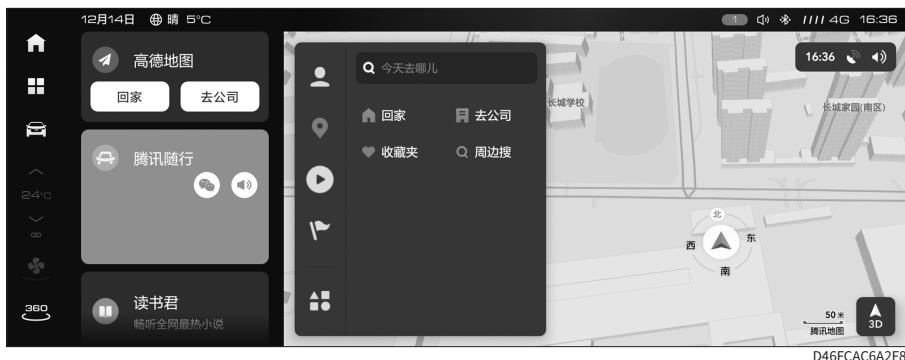 12月14日 晴 5°C
1 4G 16:36
高德地图
回家 去公司
腾讯随行
读书君
畅听全网最热小说
24°C
360
今天去哪儿
回家 去公司
收藏夹 周边搜
16:36
长城学校
长城家园(南区)
北
西 东
南
50 米
腾讯地图
3D
D46ECAC6A2E8